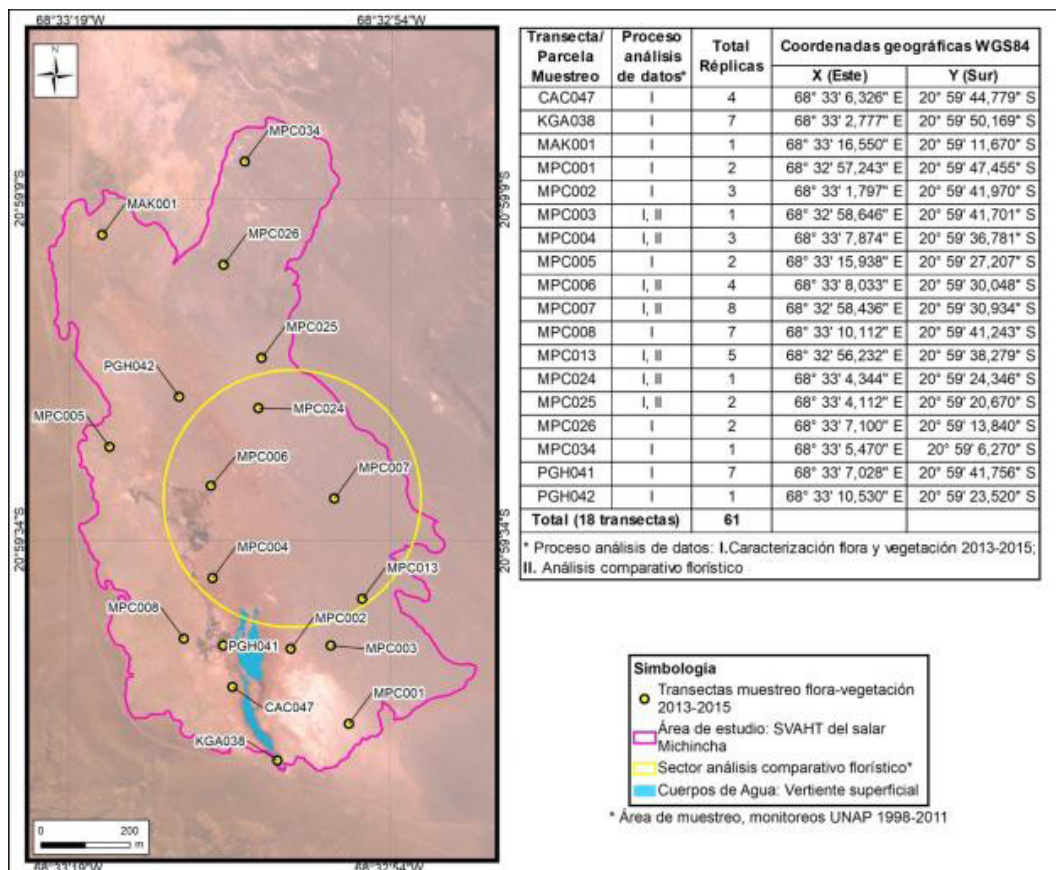 68°33'19"W 68°32'54"W
N
20°59'9"S 20°59'9"S
MPC034
MAK001
MPC026
MPC025
PGH042
MPC024
MPC005
MPC006
MPC007
20°59'34"S 20°59'34"S
MPC004
MPC013
MPC008
MPC002
PGH041
MPC003
CAC047
MPC001
KGA038
0 200
m
68°33'19"W 68°32'54"W
Transecta/ Parcela Muestreo Proceso análisis de datos* Total Réplicas Coordenadas geográficas WGS84
X (Este) Y (Sur)
CAC047 I 4 68° 33' 6,326" E 20° 59' 44,779" S
KGA038 I 7 68° 33' 2,777" E 20° 59' 50,169" S
MAK001 I 1 68° 33' 16,550" E 20° 59' 11,670" S
MPC001 I 2 68° 32' 57,243" E 20° 59' 47,455" S
MPC002 I 3 68° 33' 1,797" E 20° 59' 41,970" S
MPC003 I, II 1 68° 32' 58,646" E 20° 59' 41,701" S
MPC004 I, II 3 68° 33' 7,874" E 20° 59' 36,781" S
MPC005 I 2 68° 33' 15,938" E 20° 59' 27,207" S
MPC006 I, II 4 68° 33' 8,033" E 20° 59' 30,048" S
MPC007 I, II 8 68° 32' 58,436" E 20° 59' 30,934" S
MPC008 I 7 68° 33' 10,112" E 20° 59' 41,243" S
MPC013 I, II 5 68° 32' 56,232" E 20° 59' 38,279" S
MPC024 I, II 1 68° 33' 4,344" E 20° 59' 24,346" S
MPC025 I, II 2 68° 33' 4,112" E 20° 59' 20,670" S
MPC026 I 2 68° 33' 7,100" E 20° 59' 13,840" S
MPC034 I 1 68° 33' 5,470" E 20° 59' 6,270" S
PGH041 I 7 68° 33' 7,028" E 20° 59' 41,756" S
PGH042 I 1 68° 33' 10,530" E 20° 59' 23,520" S
Total (18 transectas) 61
* Proceso análisis de datos: I.Caracterización flora y vegetación 2013-2015;
II. Análisis comparativo florístico
Simbología
Transectas muestreo flora-vegetación
2013-2015
Área de estudio: SVAHT del salar
Michincha
Sector análisis comparativo florístico*
Cuerpos de Agua: Vertiente superficial
* Área de muestreo, monitoreos UNAP 1998-2011